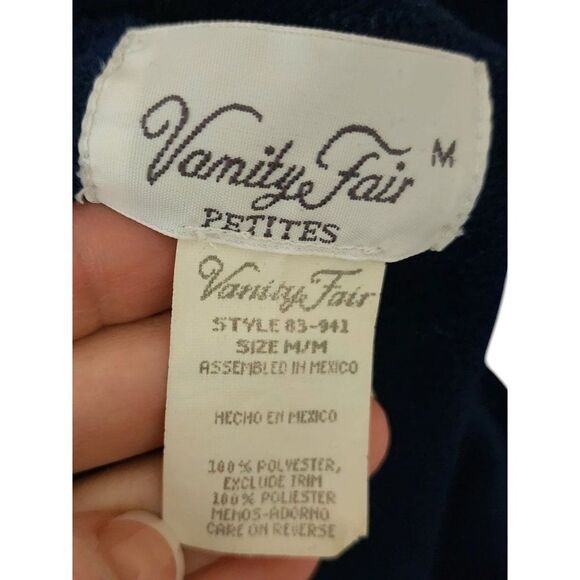 Vanity Fair M
PETITES
Vanity Fair
STYLE 83-941
SIZE M/M
ASSEMBLED IN MEXICO
HECHO EN MEXICO
100% POLYESTER,
EXCLUDE TRIM
100% POLIESTER
MENOS-ADORNO
CARE ON REVERSE